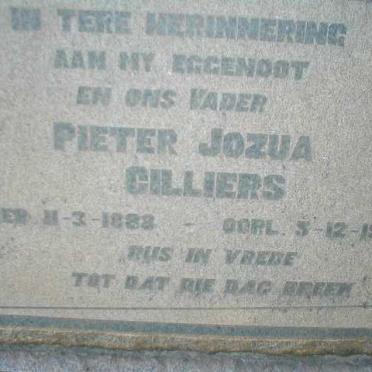 IN TERE HERINNERING
AAN MY EGGENOOT
EN ONS VADER
PIETER JOZUA
CILLIERS
ER 11-3-1888 - OORL. 5-12-19
RUS IN VREDE
TOT DAT DIE DAG BREEK